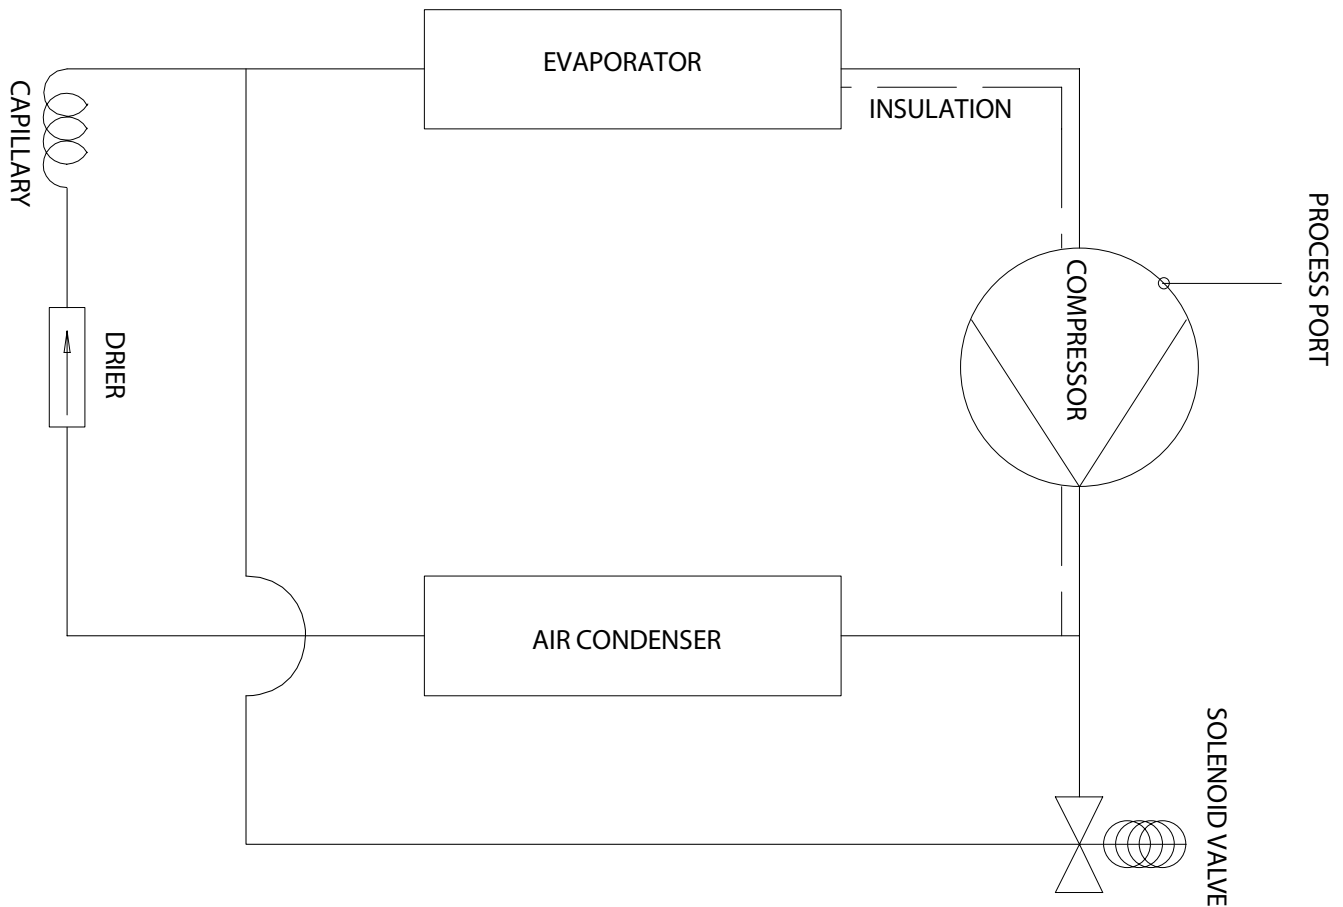 EVAPORATOR
INSULATION
CAPILLARY
PROCESS PORT
COMPRESSOR
DRIER
AIR CONDENSER
SOLENOID VALVE